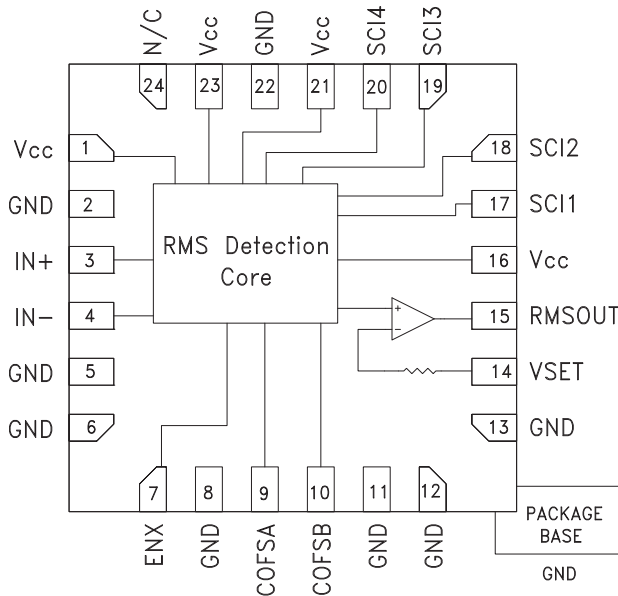 N/C Vcc GND Vcc SCI4 SCI3
24 23 22 21 20 19
Vcc 1
GND 2
IN+ 3
IN- 4
GND 5
GND 6
RMS Detection
Core
+
-
18 SCI2
17 SCI1
16 Vcc
15 RMSOUT
14 VSET
13 GND
7 8 9 10 11 12
ENX GND COFSA COFSB GND GND
PACKAGE
BASE
GND